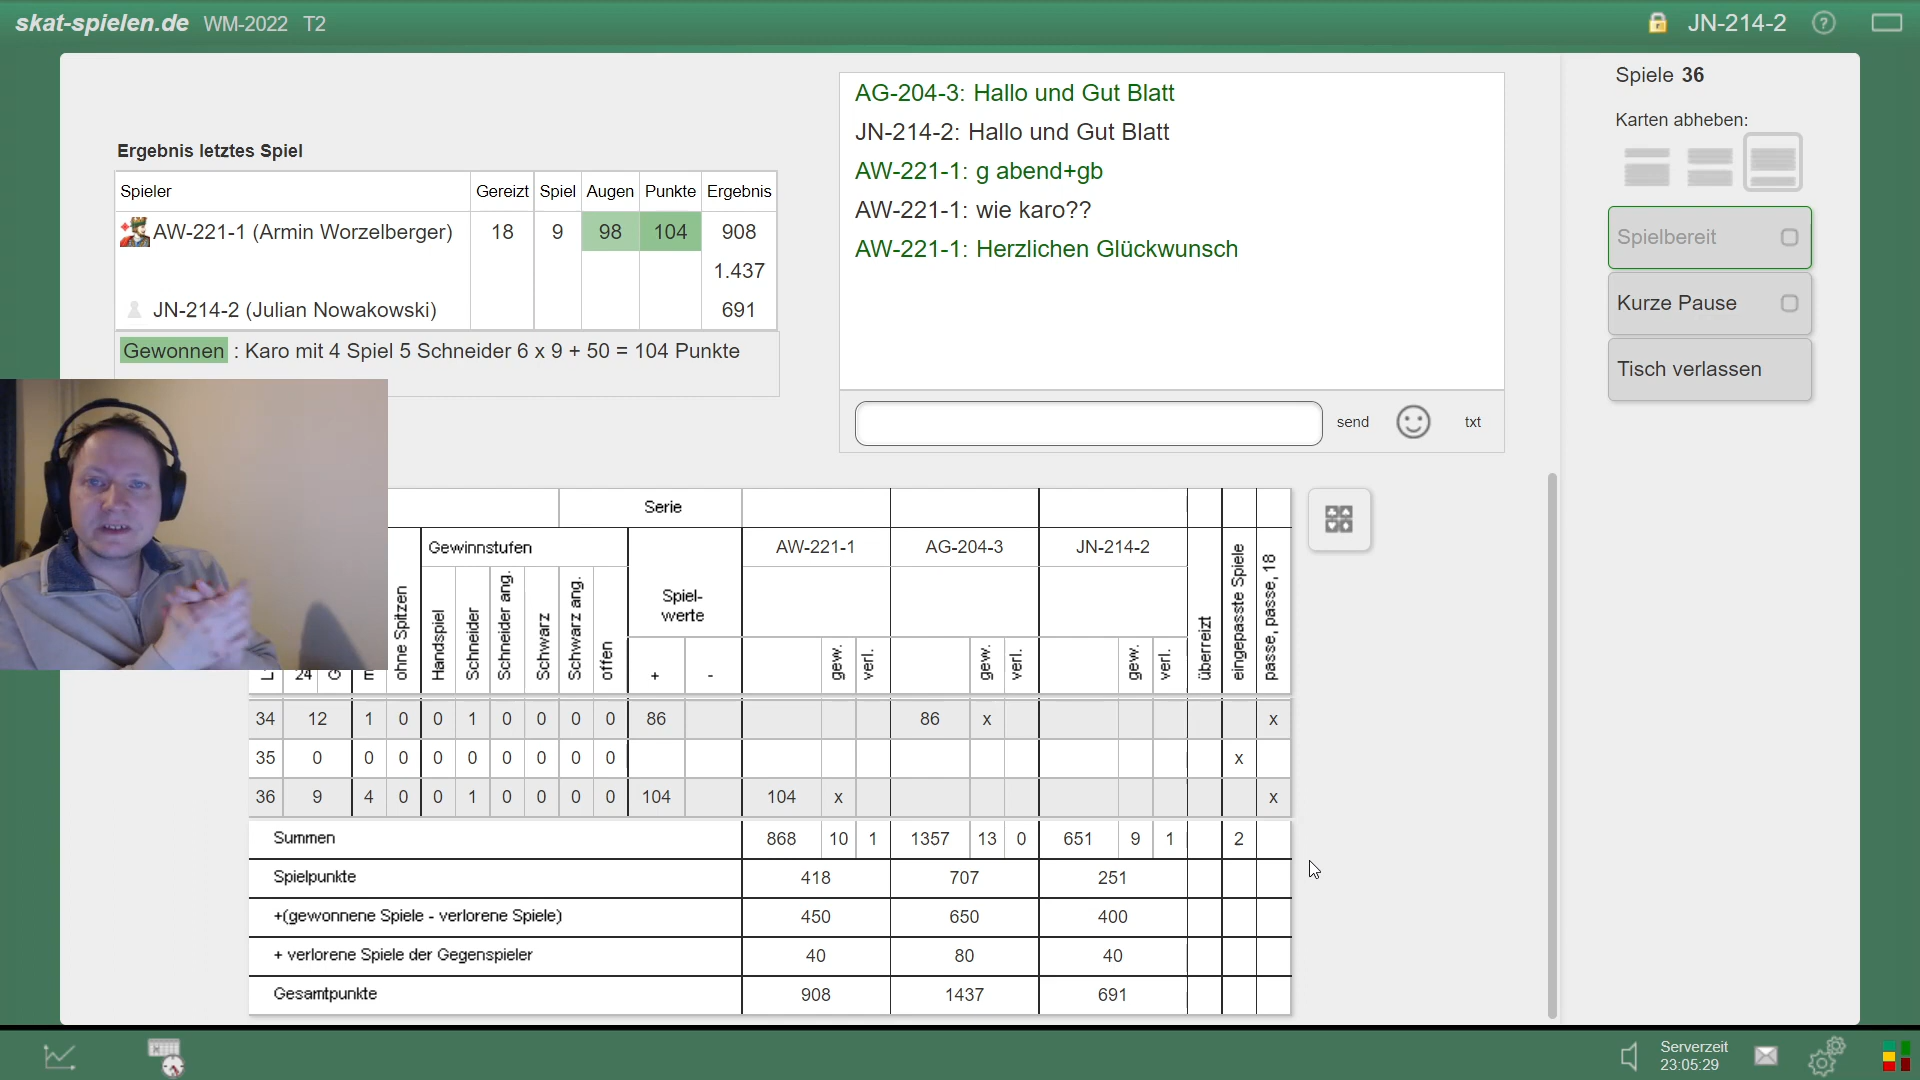 skat-spielen.de WM-2022 T2
JN-214-2 ?
Ergebnis letztes Spiel
Spieler Gereizt Spiel Augen Punkte Ergebnis
AW-221-1 (Armin Worzelberger) 18 9 98 104 908
1.437
JN-214-2 (Julian Nowakowski) 691
Gewonnen : Karo mit 4 Spiel 5 Schneider 6 x 9 + 50 = 104 Punkte
AG-204-3: Hallo und Gut Blatt
JN-214-2: Hallo und Gut Blatt
AW-221-1: g abend+gb
AW-221-1: wie karo??
AW-221-1: Herzlichen Glückwunsch
send txt
Spiele 36
Karten abheben:
Spielbereit
Kurze Pause
Tisch verlassen
Serie
Gewinnstufen
AW-221-1 AG-204-3 JN-214-2
ohne Spitzen
Handspiel
Schneider
Schneider ang.
Schwarz
Schwarz ang.
offen
Spiel-
werte
+ -
gew. verl. gew. verl. gew. verl.
überreizt
eingepasste Spiele
passe, passe, 18
24
34 12 1 0 0 1 0 0 0 0 86 86 x x
35 0 0 0 0 0 0 0 0 0 x
36 9 4 0 0 1 0 0 0 0 104 104 x x
Summen 868 10 1 1357 13 0 651 9 1 2
Spielpunkte 418 707 251
+(gewonnene Spiele - verlorene Spiele) 450 650 400
+ verlorene Spiele der Gegenspieler 40 80 40
Gesamtpunkte 908 1437 691
Serverzeit
23:05:29